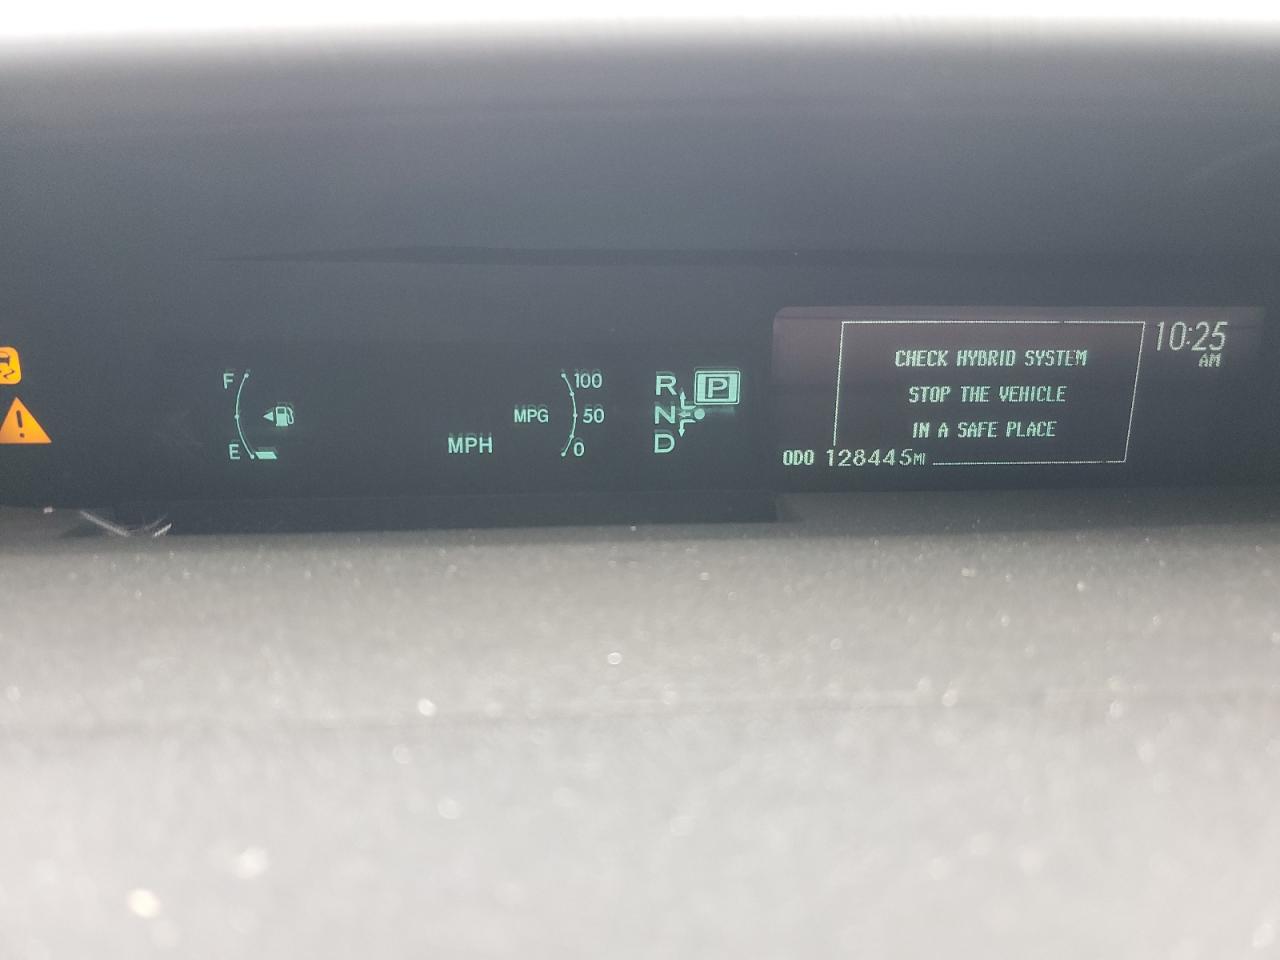 F
E
MPH
MPG
100
50
0
R
P
N
D
CHECK HYBRID SYSTEM
STOP THE VEHICLE
IN A SAFE PLACE
ODO 128445MI
10:25
AM